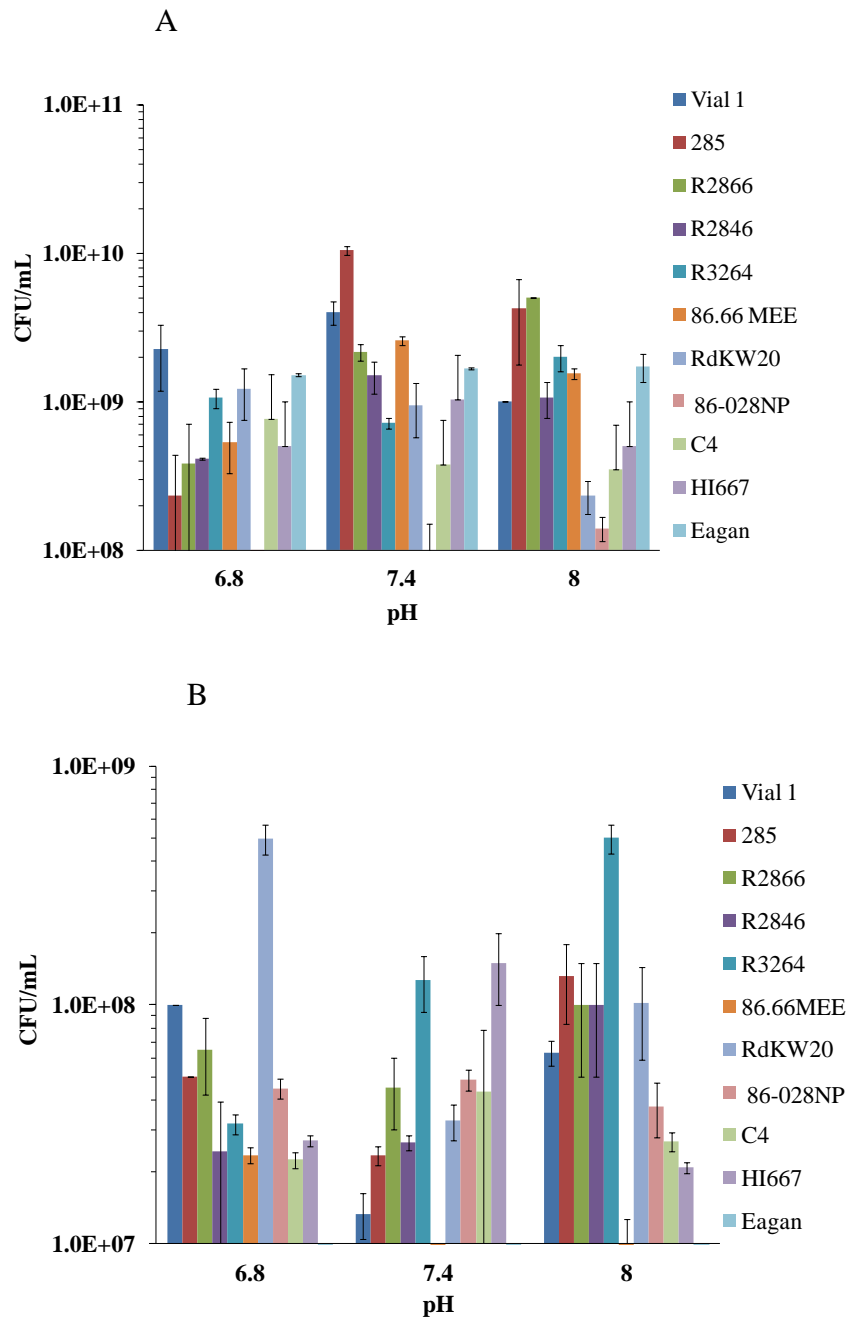 A
1.0E+11
1.0E+10
1.0E+09
1.0E+08
CFU/mL
6.8 7.4 8
pH
Vial 1
285
R2866
R2846
R3264
86.66 MEE
RdKW20
86-028NP
C4
HI667
Eagan
B
1.0E+09
1.0E+08
1.0E+07
CFU/mL
6.8 7.4 8
pH
Vial 1
285
R2866
R2846
R3264
86.66MEE
RdKW20
86-028NP
C4
HI667
Eagan